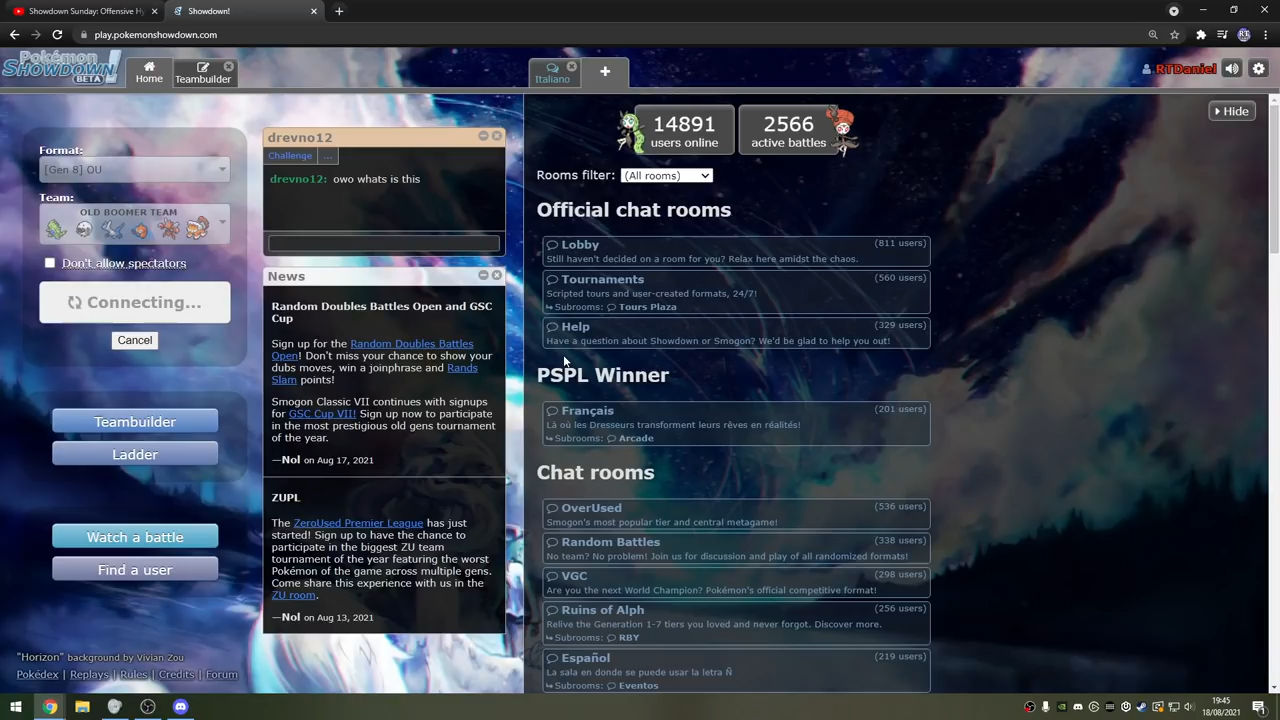 Showdown Sunday: Offensive Hy
Showdown!
play.pokemonshowdown.com
Pokémon
Showdown!
BETA
Home
Teambuilder
Italiano
RTDaniel
Format:
[Gen 8] OU
Team:
OLD BOOMER TEAM
Don't allow spectators
Connecting...
Cancel
Teambuilder
Ladder
Watch a battle
Find a user
"Horizon" background by Vivian Zou
Pokédex | Replays | Rules | Credits | Forum
drevno12
Challenge ...
drevno12: owo whats is this
News
Random Doubles Battles Open and GSC
Cup
Sign up for the Random Doubles Battles
Open! Don't miss your chance to show your
dubs moves, win a joinphrase and Rands
Slam points!
Smogon Classic VII continues with signups
for GSC Cup VII! Sign up now to participate
in the most prestigious old gens tournament
of the year.
—Nol on Aug 17, 2021
ZUPL
The ZeroUsed Premier League has just
started! Sign up to have the chance to
participate in the biggest ZU team
tournament of the year featuring the worst
Pokémon of the game across multiple gens.
Come share this experience with us in the
ZU room.
—Nol on Aug 13, 2021
14891
users online
2566
active battles
Hide
Rooms filter: (All rooms)
Official chat rooms
Lobby (811 users)
Still haven't decided on a room for you? Relax here amidst the chaos.
Tournaments (560 users)
Scripted tours and user-created formats, 24/7!
Subrooms: Tours Plaza
Help (329 users)
Have a question about Showdown or Smogon? We'd be glad to help you out!
PSPL Winner
Français (201 users)
Là où les Dresseurs transforment leurs rêves en réalités!
Subrooms: Arcade
Chat rooms
OverUsed (536 users)
Smogon's most popular tier and central metagame!
Random Battles (338 users)
No team? No problem! Join us for discussion and play of all randomized formats!
VGC (298 users)
Are you the next World Champion? Pokémon's official competitive format!
Ruins of Alph (256 users)
Relive the Generation 1-7 tiers you loved and never forgot. Discover more.
Subrooms: RBY
Español (219 users)
La sala en donde se puede usar la letra Ñ
Subrooms: Eventos
19:45
18/08/2021